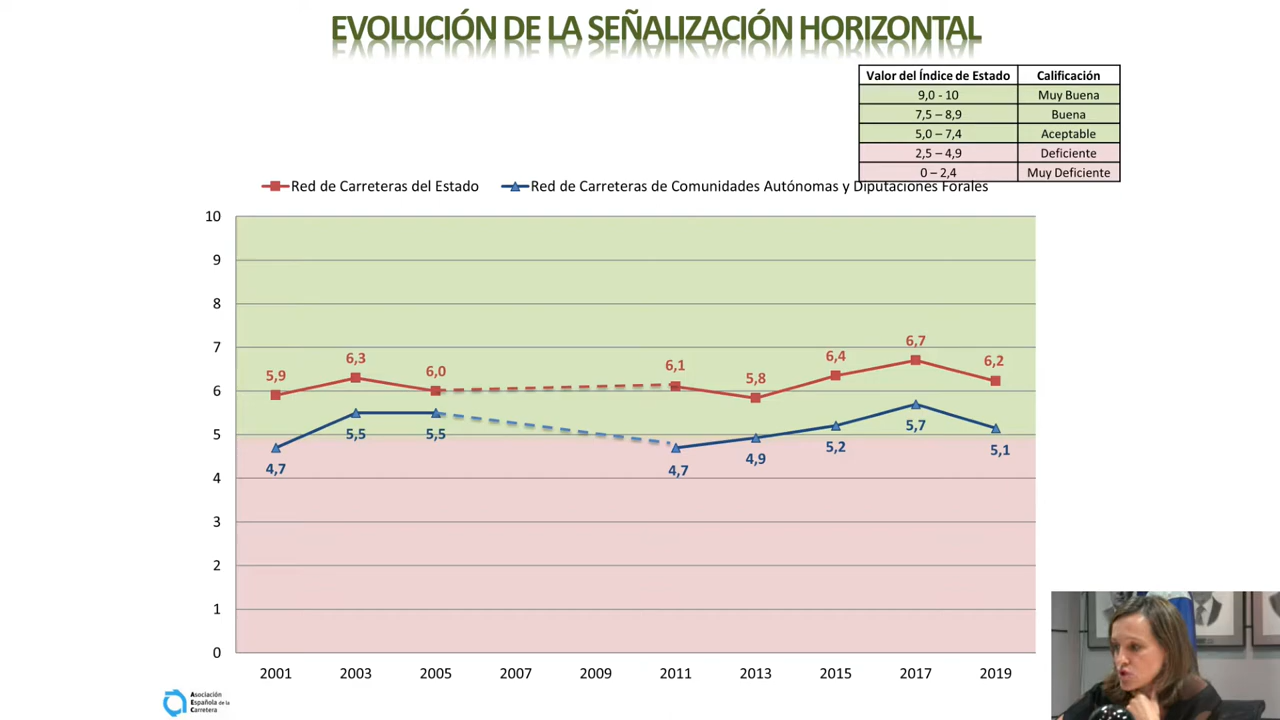 EVOLUCIÓN DE LA SEÑALIZACIÓN HORIZONTAL
Valor del Índice de Estado Calificación
9,0 - 10 Muy Buena
7,5 – 8,9 Buena
5,0 – 7,4 Aceptable
2,5 – 4,9 Deficiente
0 – 2,4 Muy Deficiente
Red de Carreteras del Estado Red de Carreteras de Comunidades Autónomas y Diputaciones Forales
10
9
8
7
6
5
4
3
2
1
0
5,9 6,3 6,0 6,1 5,8 6,4 6,7 6,2
4,7 5,5 5,5 4,7 4,9 5,2 5,7 5,1
2001 2003 2005 2007 2009 2011 2013 2015 2017 2019
Asociación
Española de la
Carretera